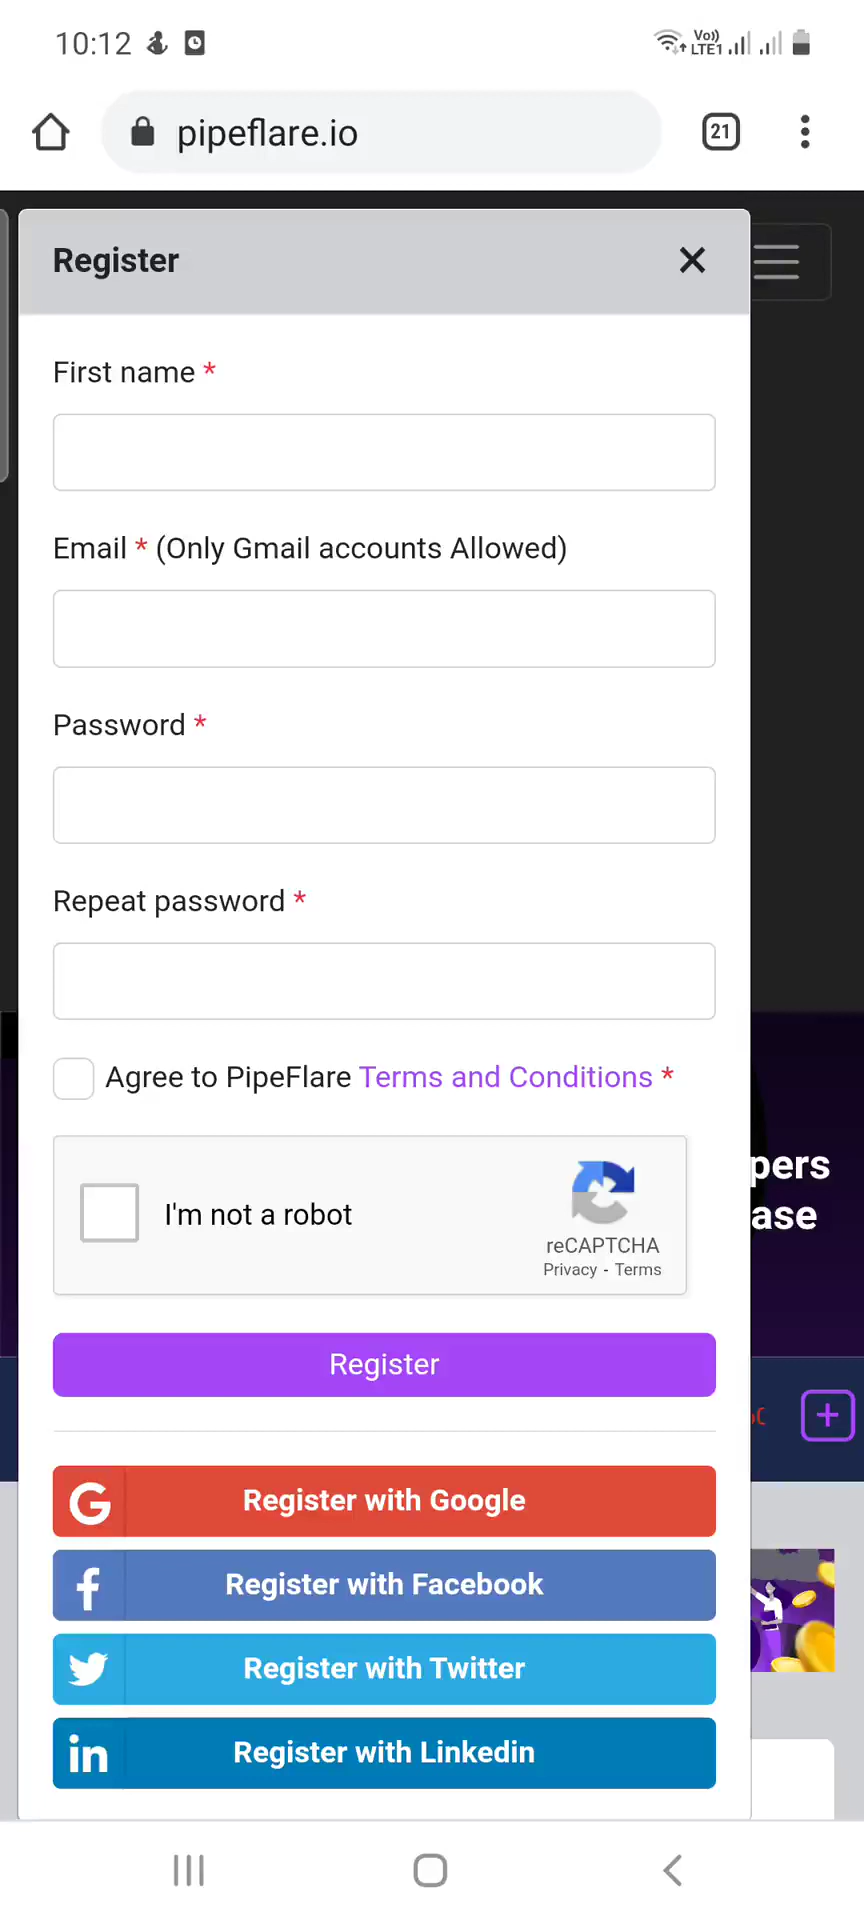 10:12
Vo))
LTE1
pipeflare.io
21
Register
First name *
Email * (Only Gmail accounts Allowed)
Password *
Repeat password *
Agree to PipeFlare Terms and Conditions *
pers
ase
I'm not a robot
reCAPTCHA
Privacy - Terms
Register
Register with Google
Register with Facebook
Register with Twitter
Register with Linkedin